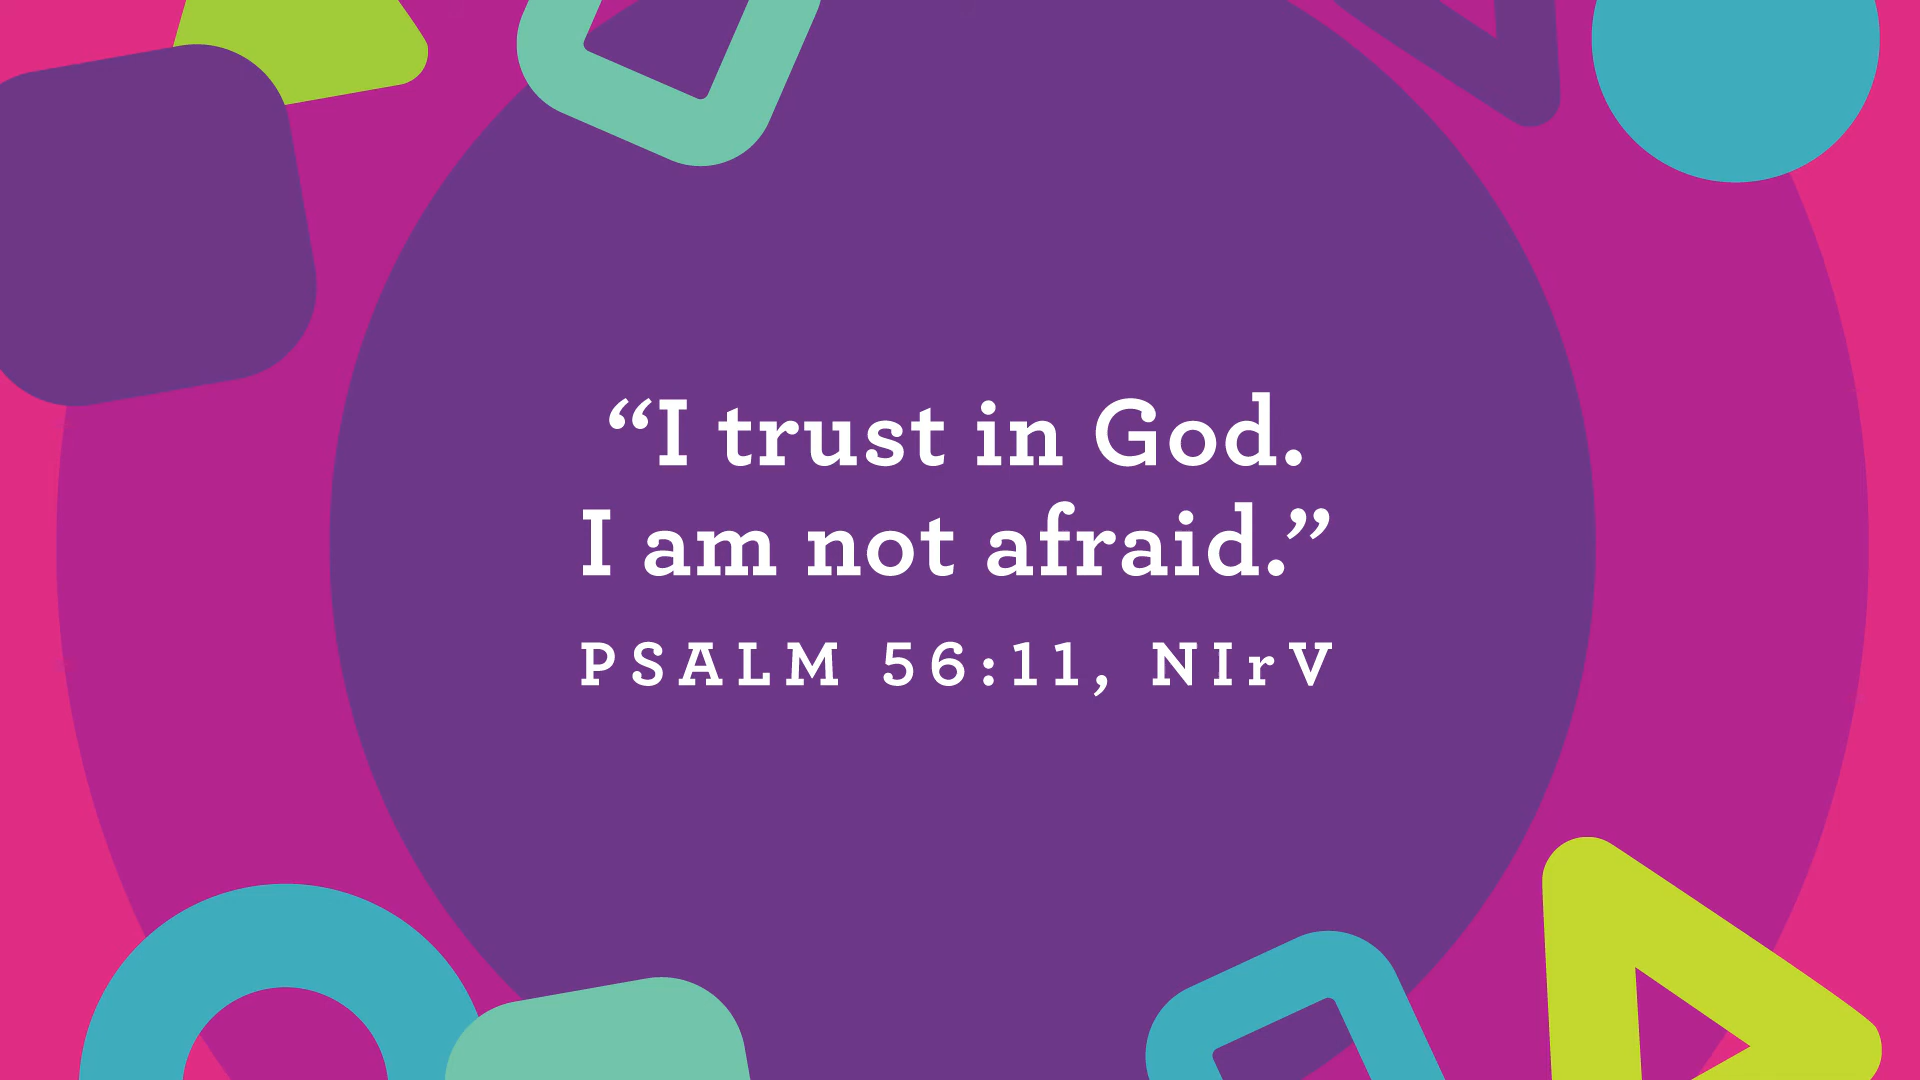 “I trust in God.
I am not afraid.”
PSALM 56:11, NIrV